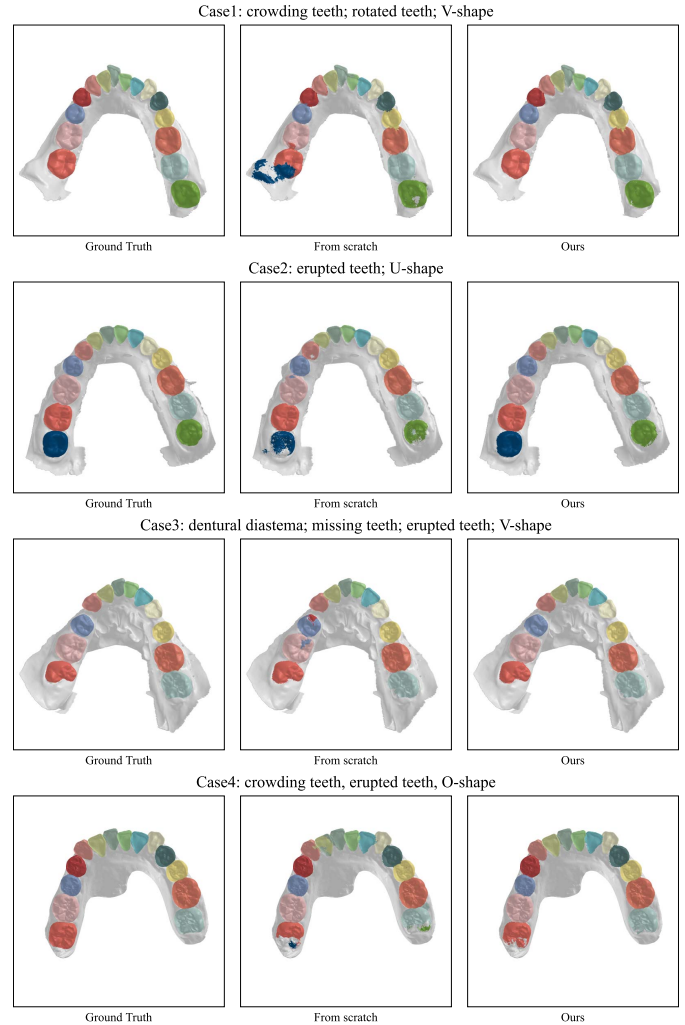 Case1: crowding teeth; rotated teeth; V-shape
Ground Truth
From scratch
Ours
Case2: erupted teeth; U-shape
Ground Truth
From scratch
Ours
Case3: dentural diastema; missing teeth; erupted teeth; V-shape
Ground Truth
From scratch
Ours
Case4: crowding teeth, erupted teeth, O-shape
Ground Truth
From scratch
Ours